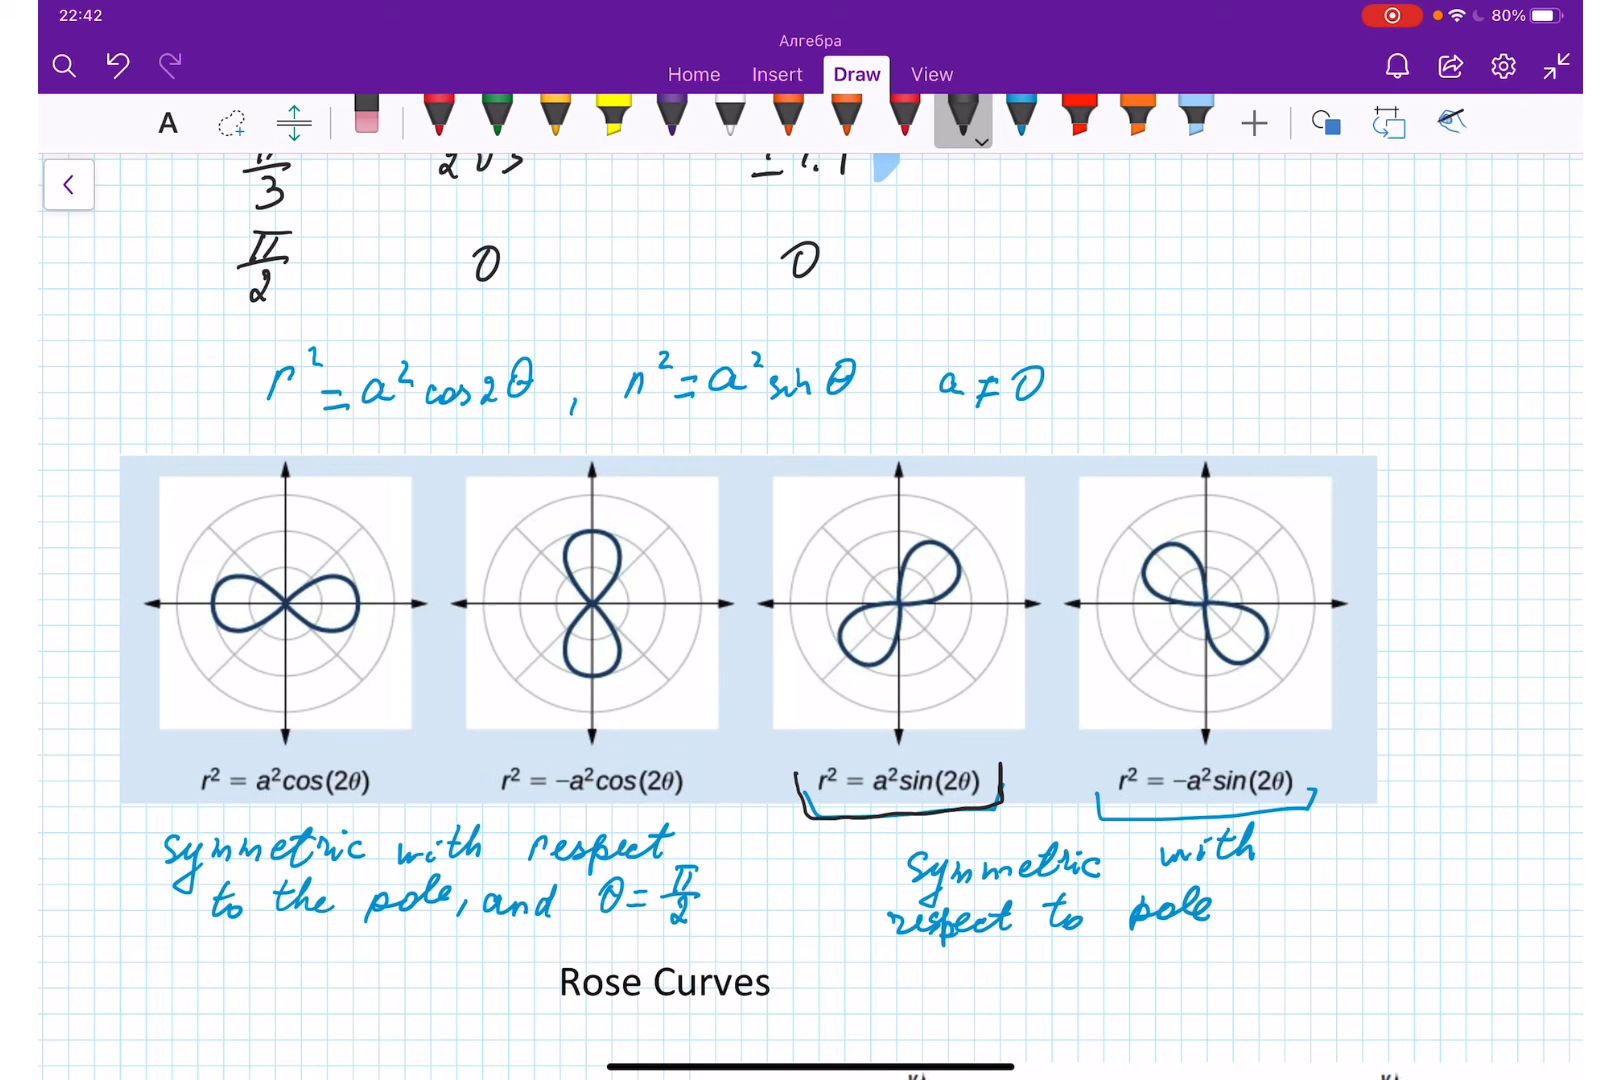 22:42
80%
Алгебра
Home Insert Draw View
A
π/3
π/2 0 0
r² = a² cos 2θ , r² = a² sin θ a ≠ 0
r² = a²cos(2θ) r² = −a²cos(2θ) r² = a²sin(2θ) r² = −a²sin(2θ)
symmetric with respect
to the pole, and θ = π/2
symmetric with
respect to pole
Rose Curves